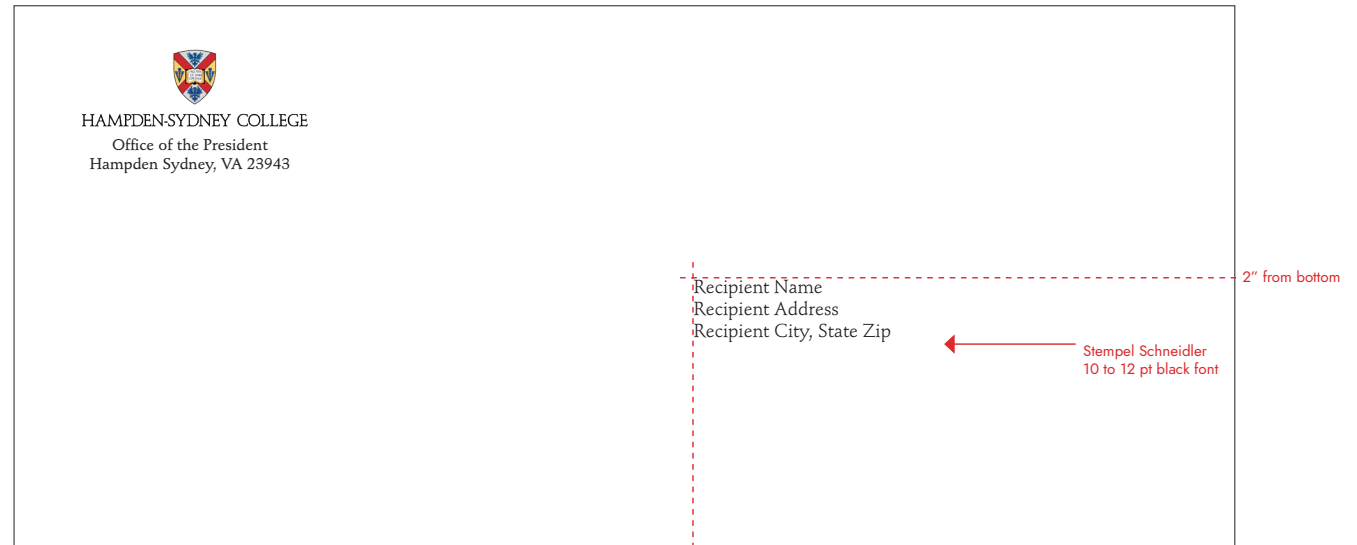 HAMPDEN-SYDNEY COLLEGE
Office of the President
Hampden Sydney, VA 23943
2” from bottom
Recipient Name
Recipient Address
Recipient City, State Zip
Stempel Schneidler
10 to 12 pt black font